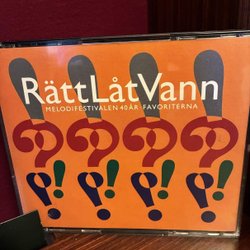 RättLåtVann
MELODIFESTIVALEN 40 ÅR FAVORITERNA